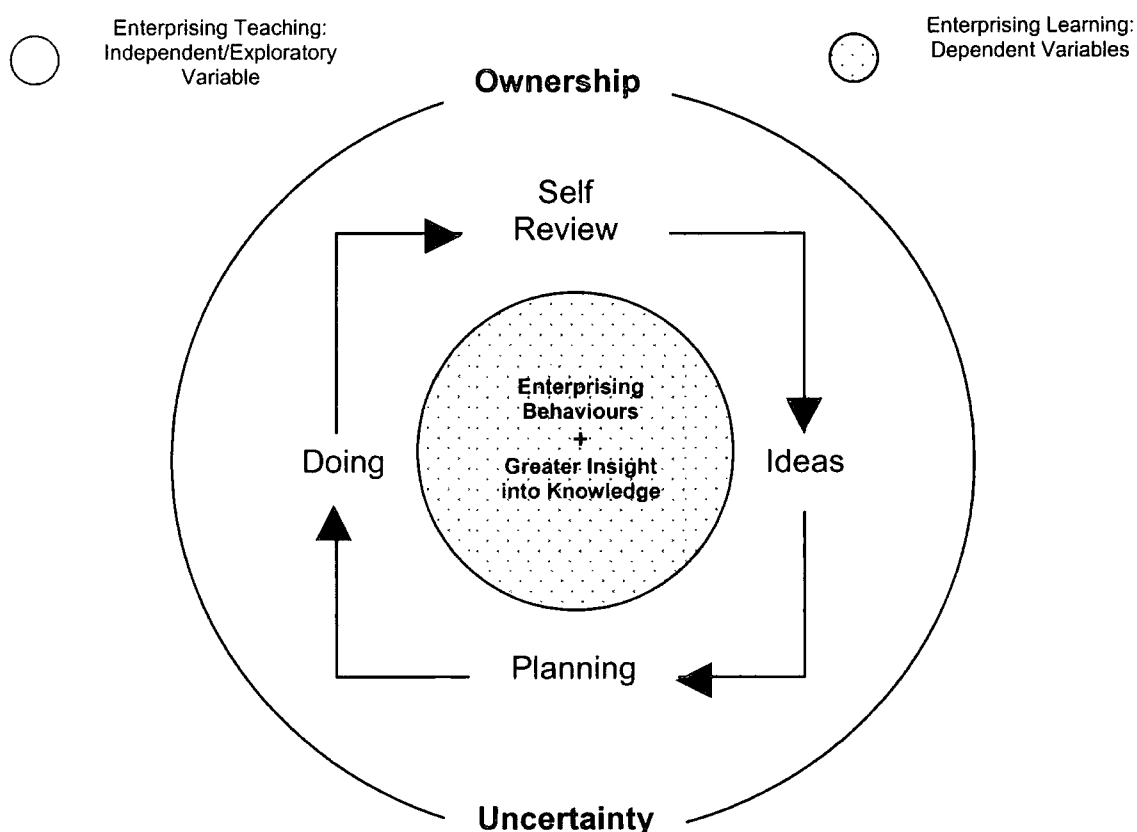 Enterprising Teaching:
Independent/Exploratory
Variable
Enterprising Learning:
Dependent Variables
Ownership
Self
Review
Enterprising
Behaviours
+
Greater Insight
into Knowledge
Doing
Ideas
Planning
Uncertainty